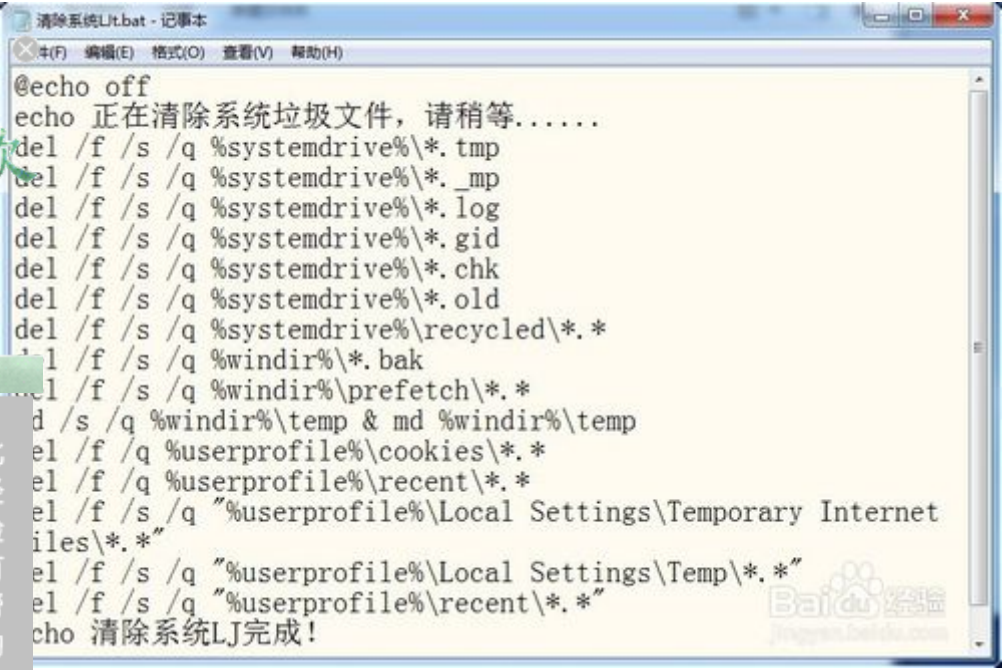 清除系统LJt.bat - 记事本
件(F) 编辑(E) 格式(O) 查看(V) 帮助(H)
@echo off
echo 正在清除系统垃圾文件，请稍等......
del /f /s /q %systemdrive%\*.tmp
del /f /s /q %systemdrive%\*._mp
del /f /s /q %systemdrive%\*.log
del /f /s /q %systemdrive%\*.gid
del /f /s /q %systemdrive%\*.chk
del /f /s /q %systemdrive%\*.old
del /f /s /q %systemdrive%\recycled\*.*
del /f /s /q %windir%\*.bak
del /f /s /q %windir%\prefetch\*.*
d /s /q %windir%\temp & md %windir%\temp
el /f /q %userprofile%\cookies\*.*
el /f /q %userprofile%\recent\*.*
el /f /s /q "%userprofile%\Local Settings\Temporary Internet
iles\*.*"
el /f /s /q "%userprofile%\Local Settings\Temp\*.*"
el /f /s /q "%userprofile%\recent\*.*"
cho 清除系统LJ完成！
Baidu 经验
jingyan.baidu.com